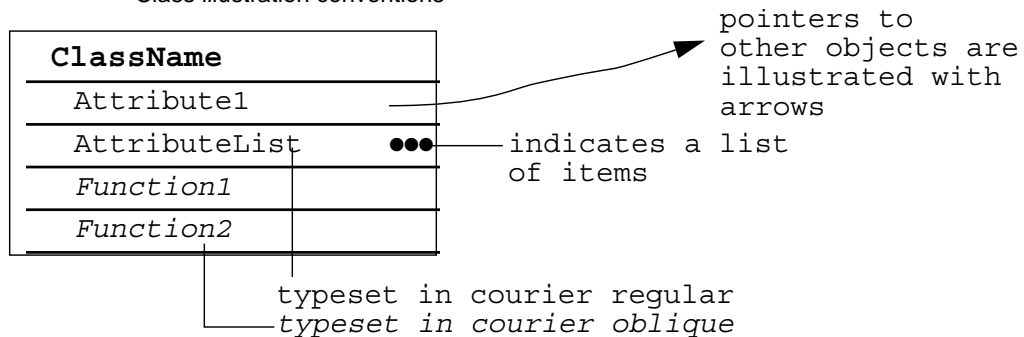 Class illustration conventions
ClassName
Attribute1
AttributeList
Function1
Function2
pointers to
other objects are
illustrated with
arrows
indicates a list
of items
typeset in courier regular
typeset in courier oblique